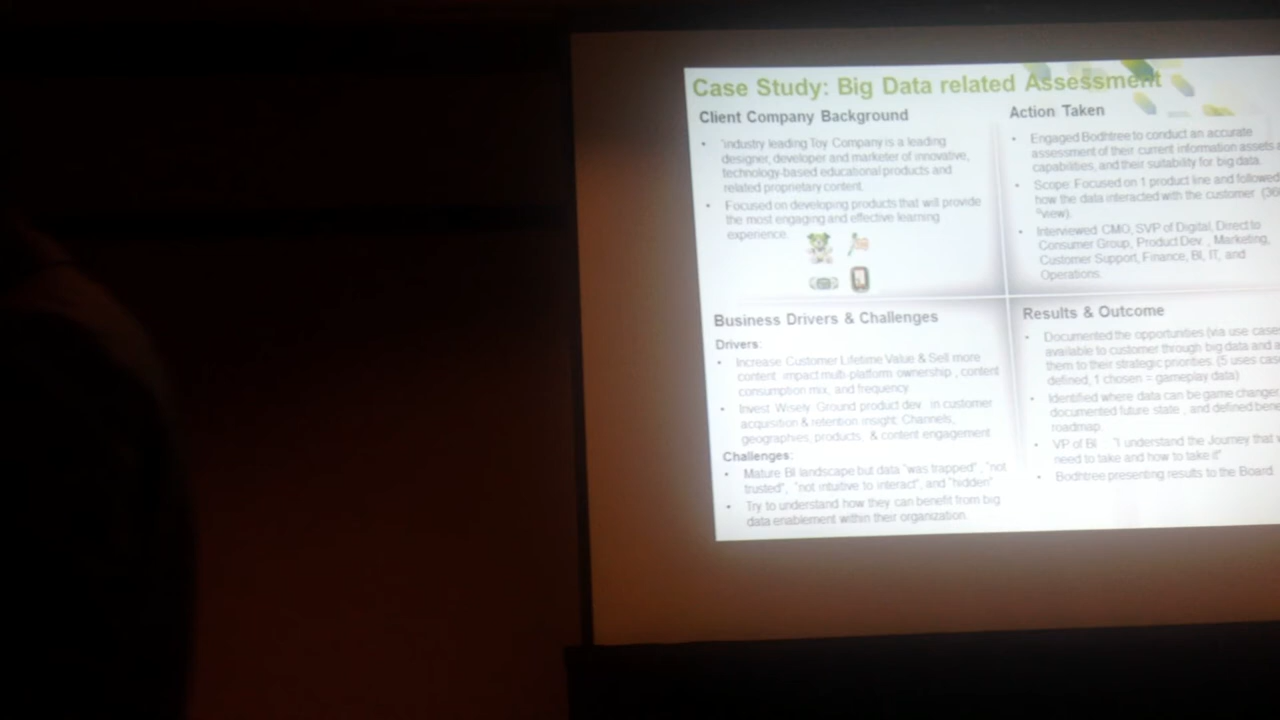 Case Study: Big Data related Assessment
Client Company Background
• "industry leading Toy Company is a leading
designer, developer and marketer of innovative,
technology-based educational products and
related proprietary content.
• Focused on developing products that will provide
the most engaging and effective learning
experience.
Action Taken
• Engaged Bodhtree to conduct an accurate
assessment of their current information assets
capabilities, and their suitability for big data.
• Scope: Focused on 1 product line and followed
how the data interacted with the customer
view).
• Interviewed CMO, SVP of Digital, Direct to
Consumer Group, Product Dev , Marketing,
Customer Support, Finance, BI, IT, and
Operations.
Business Drivers & Challenges
Drivers:
• Increase Customer Lifetime Value & Sell more
content impact multi-platform ownership , content
consumption mix, and frequency
• Invest Wisely Ground product dev in customer
acquisition & retention insight: Channels,
geographies, products, & content engagement
Challenges:
• Mature BI landscape but data "was trapped" , "not
trusted", "not intuitive to interact", and "hidden"
• Try to understand how they can benefit from big
data enablement within their organization.
Results & Outcome
• Documented the opportunities (via use
available to customer through big data and
them to their strategic priorities. (5 uses
defined, 1 chosen = gameplay data)
• Identified where data can be game
documented future state , and defined
roadmap.
• VP of BI "I understand the Journey that
need to take and how to take it"
• Bodhtree presenting results to the Board